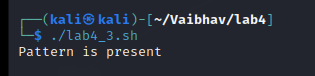 ┌──(kali㉿kali)-[~/Vaibhav/lab4]
└─$ ./lab4_3.sh
Pattern is present